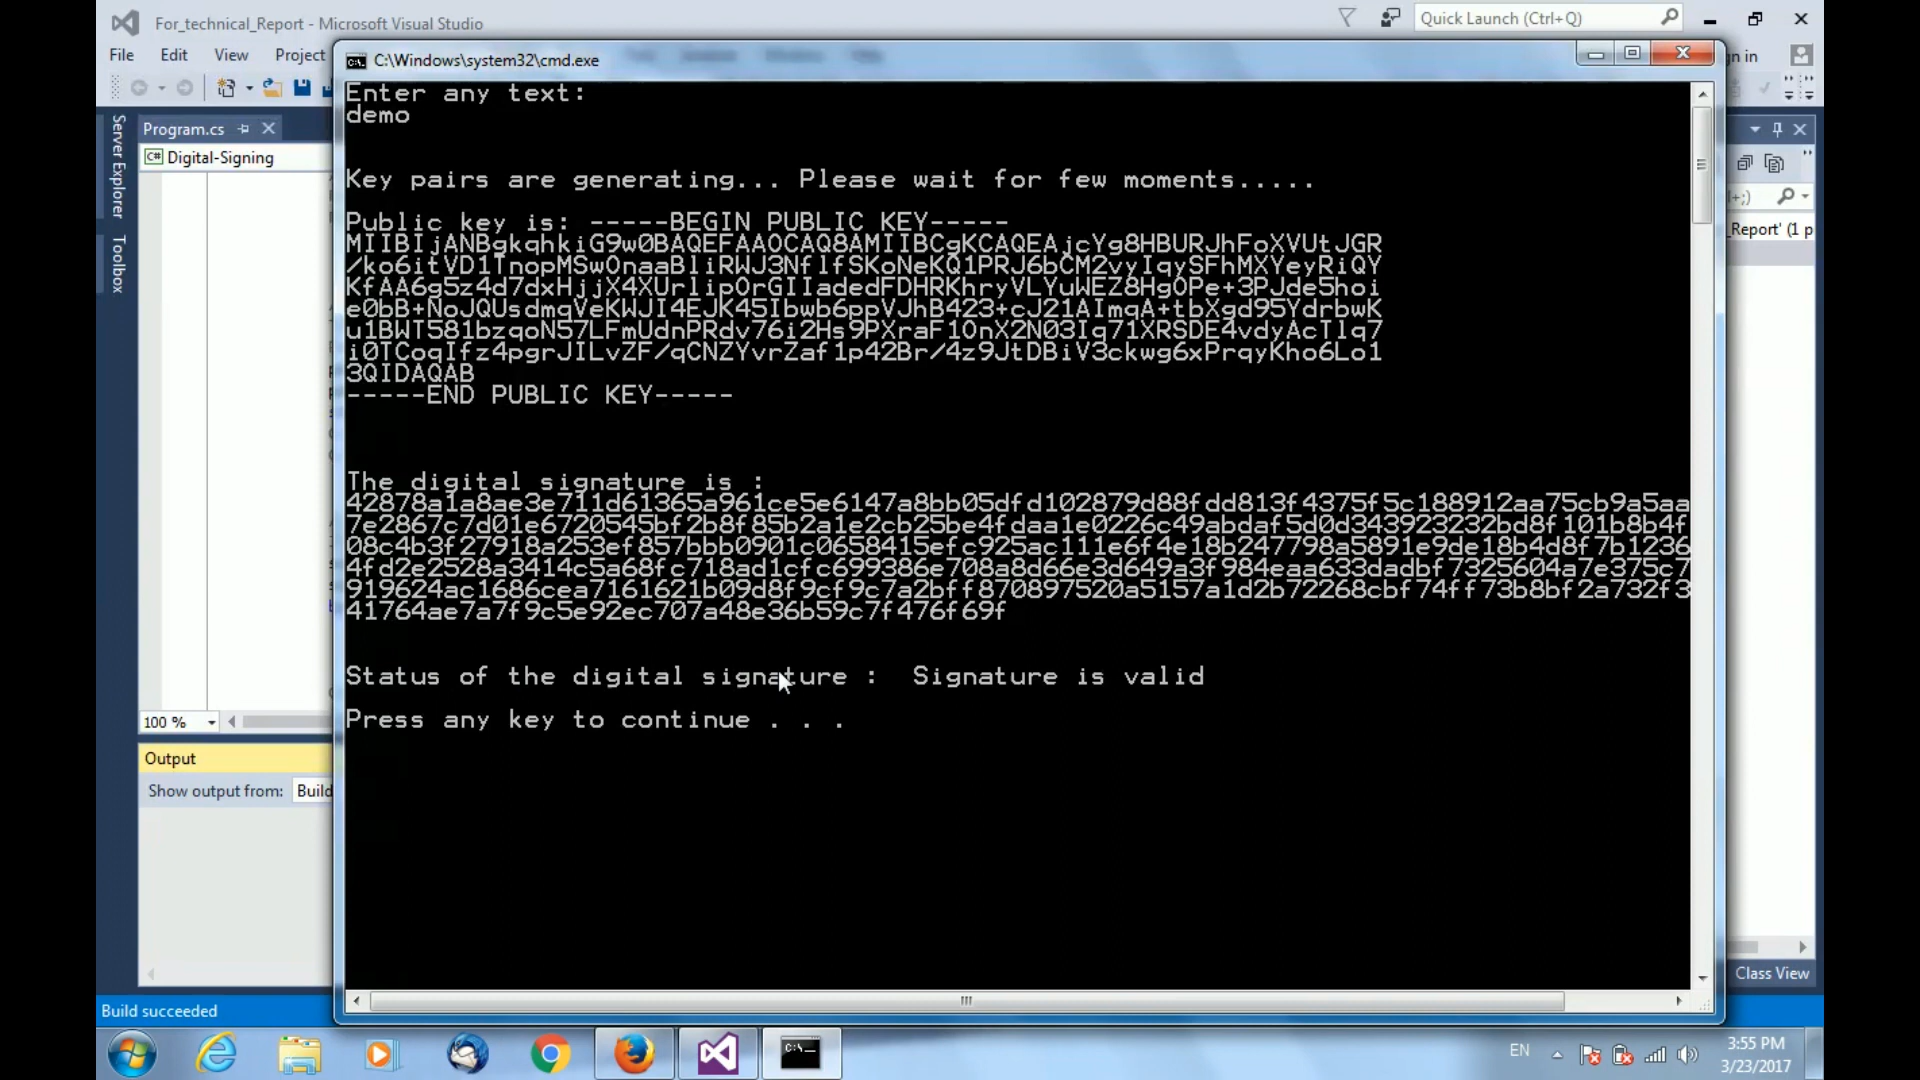 For_technical_Report - Microsoft Visual Studio
Quick Launch (Ctrl+Q)
File Edit View Project
C:\Windows\system32\cmd.exe
Server Explorer
Toolbox
Program.cs
Digital-Signing
Enter any text:
demo
Key pairs are generating... Please wait for few moments.....
Public key is: -----BEGIN PUBLIC KEY-----
MIIBIjANBgkqhkiG9w0BAQEFAAOCAQ8AMIIBCgKCAQEAjcYg8HBURJhFoXVUtJGR
/ko6itVD1TnopMSwOnaaBliRWJ3NflfSKoNeKQ1PRJ6bCM2vyIqySFhMXYeyRiQY
KfAA6g5z4d7dxHjjX4XUrlipOrGIIadedFDHRKhryVLYuWEZ8HgOPe+3PJde5hoi
e0bB+NoJQUsdmqVeKWJI4EJK45Ibwb6ppVJhB423+cJ21AImqA+tbXgd95YdrbwK
u1BWT581bzqoN57LFmUdnPRdv76i2Hs9PXraF1OnX2N03Iq71XRSDE4vdyAcTlq7
i0TCoqIfz4pgrJILvZF/qCNZYvrZaf1p42Br/4z9JtDBiV3ckwg6xPrqyKho6Lo1
3QIDAQAB
-----END PUBLIC KEY-----
The digital signature is :
42878a1a8ae3e711d61365a961ce5e6147a8bb05dfd102879d88fdd813f4375f5c188912aa75cb9a5aa
7e2867c7d01e6720545bf2b8f85b2a1e2cb25be4fdaa1e0226c49abdaf5d0d343923232bd8f101b8b4f
08c4b3f27918a253ef857bbb0901c0658415efc925ac111e6f4e18b247798a5891e9de18b4d8f7b1236
4fd2e2528a3414c5a68fc718ad1cfc699386e708a8d66e3d649a3f984eaa633dadbf7325604a7e375c7
919624ac1686cea7161621b09d8f9cf9c7a2bff870897520a5157a1d2b72268cbf74ff73b8bf2a732f3
41764ae7a7f9c5e92ec707a48e36b59c7f476f69f
Status of the digital signature :  Signature is valid
Press any key to continue . . .
100 %
Output
Show output from: Build
_Report' (1 p
Class View
Build succeeded
EN
3:55 PM
3/23/2017